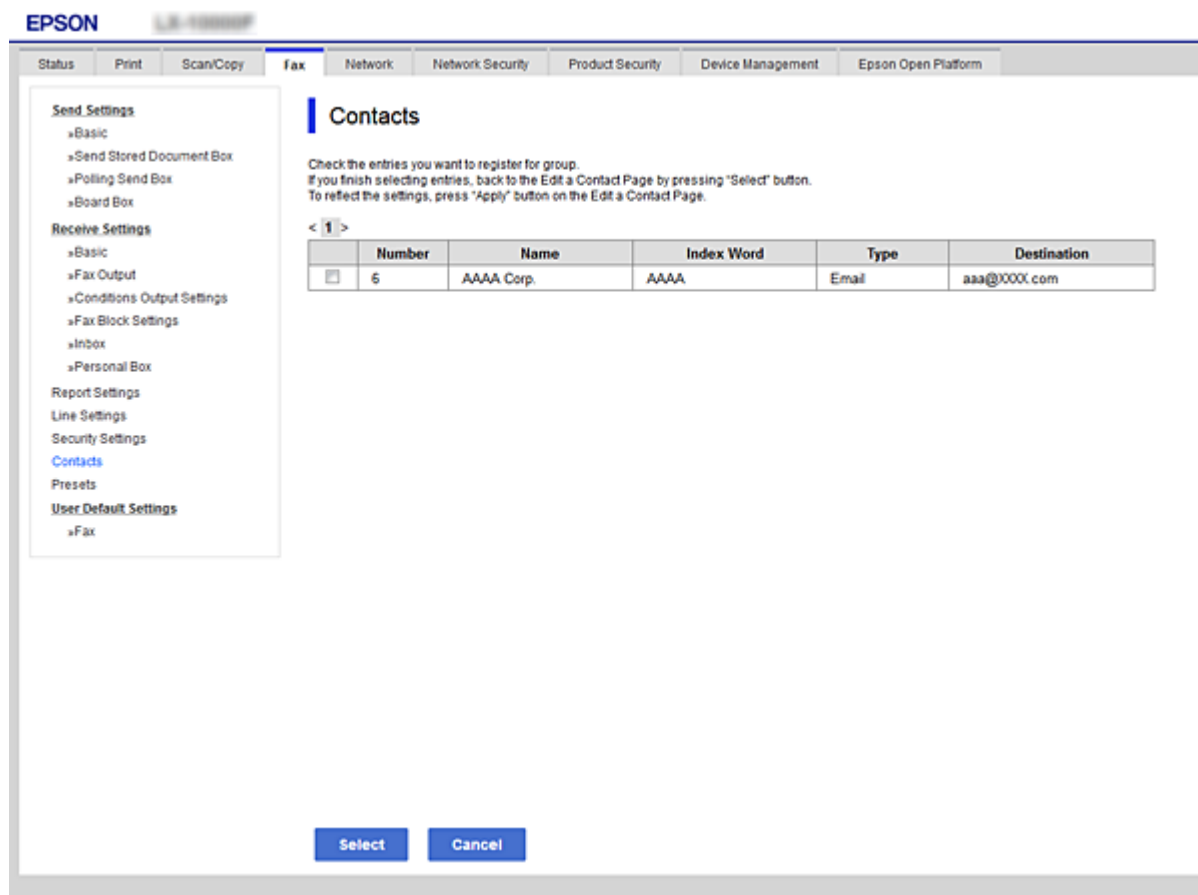 EPSON
Status Print Scan/Copy Fax Network Network Security Product Security Device Management Epson Open Platform
Send Settings
»Basic
»Send Stored Document Box
»Polling Send Box
»Board Box
Receive Settings
»Basic
»Fax Output
»Conditions Output Settings
»Fax Block Settings
»Inbox
»Personal Box
Report Settings
Line Settings
Security Settings
Contacts
Presets
User Default Settings
»Fax
Contacts
Check the entries you want to register for group.
If you finish selecting entries, back to the Edit a Contact Page by pressing "Select" button.
To reflect the settings, press "Apply" button on the Edit a Contact Page.
< 1 >
Number Name Index Word Type Destination
6 AAAA Corp. AAAA Email aaa@XXXX.com
Select Cancel